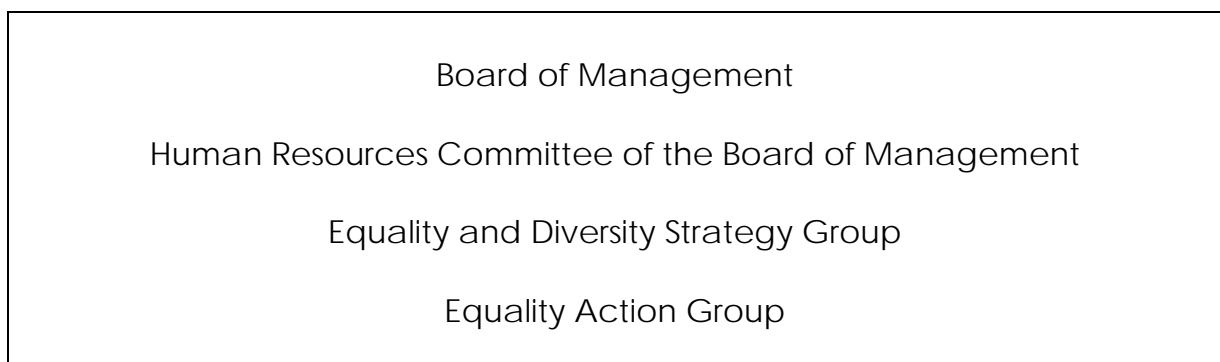 Board of Management
Human Resources Committee of the Board of Management
Equality and Diversity Strategy Group
Equality Action Group